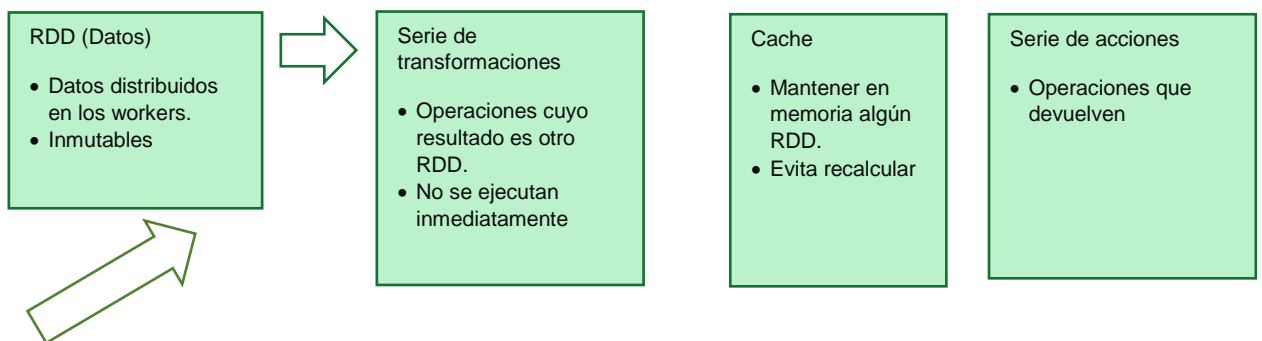 RDD (Datos)
• Datos distribuidos
en los workers.
• Inmutables
Serie de
transformaciones
• Operaciones cuyo
resultado es otro
RDD.
• No se ejecutan
inmediatamente
Cache
• Mantener en
memoria algún
RDD.
• Evita recalcular
Serie de acciones
• Operaciones que
devuelven